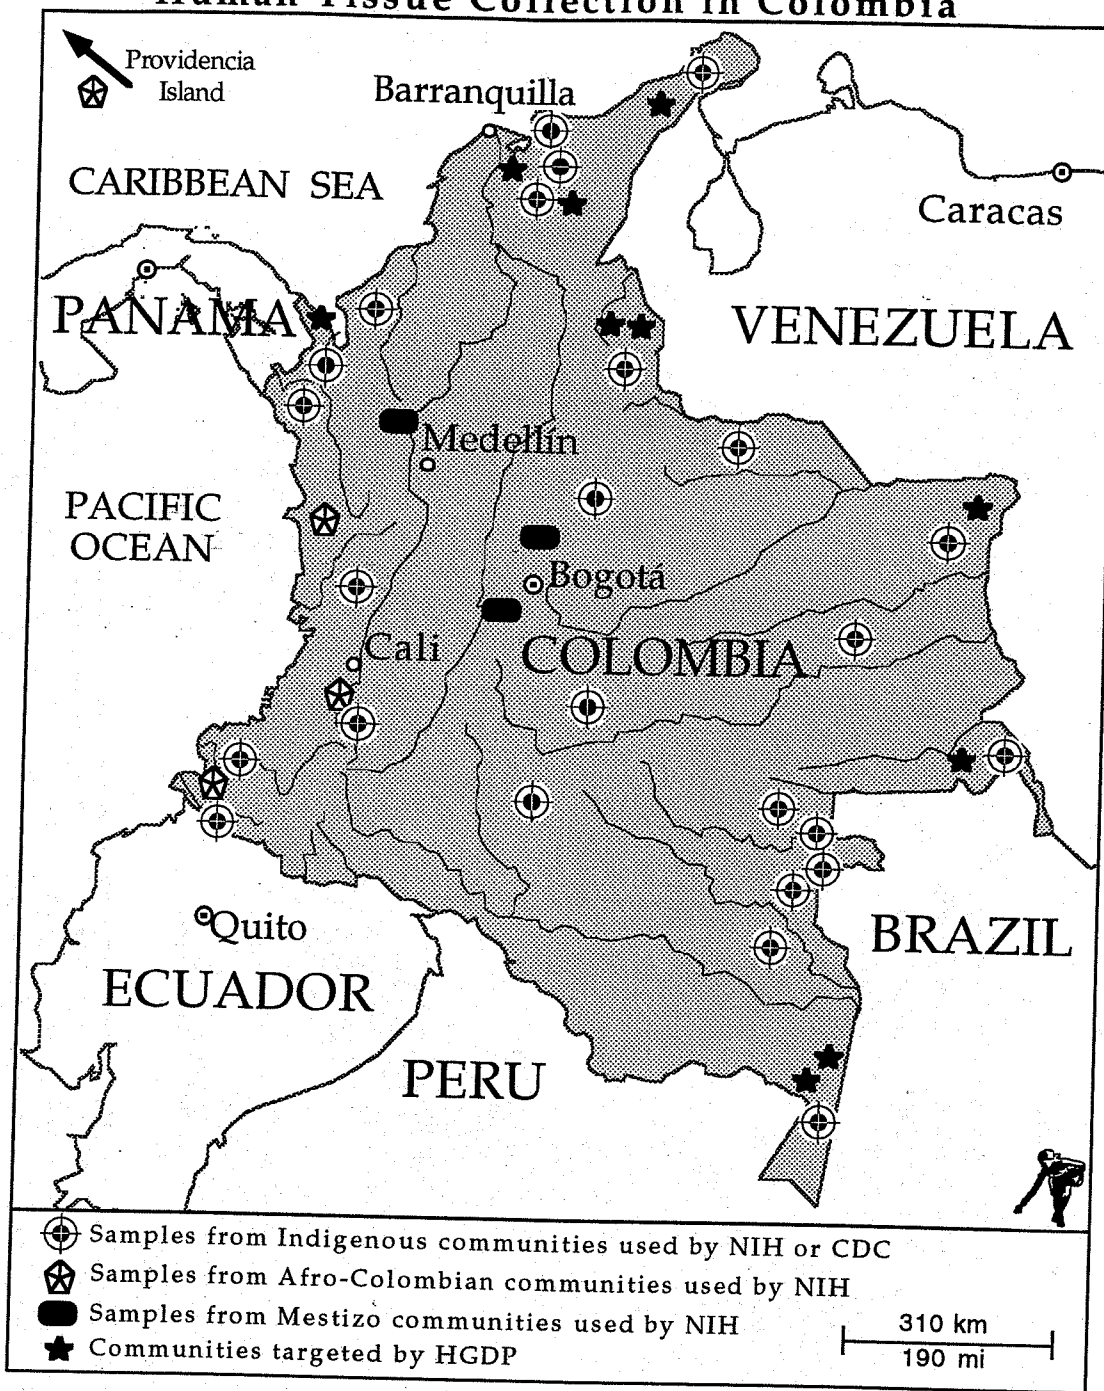 Human Tissue Collection in Colombia
Providencia
Island
Barranquilla
CARIBBEAN SEA
Caracas
PANAMA
VENEZUELA
Medellín
PACIFIC
OCEAN
Bogotá
Cali
COLOMBIA
BRAZIL
Quito
ECUADOR
PERU
Samples from Indigenous communities used by NIH or CDC
Samples from Afro-Colombian communities used by NIH
Samples from Mestizo communities used by NIH
Communities targeted by HGDP
310 km
190 mi